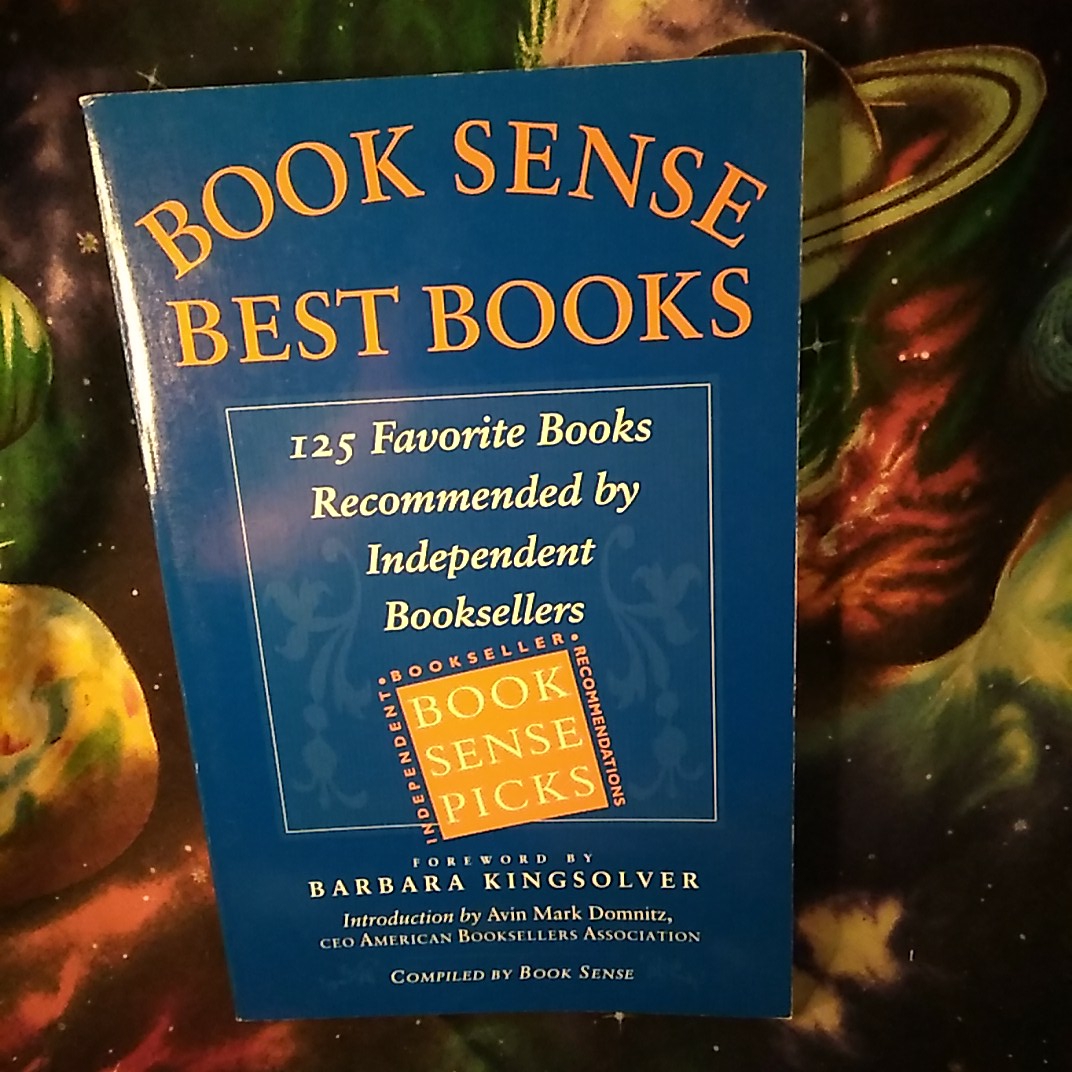 BOOK SENSE
BEST BOOKS
125 Favorite Books
Recommended by
Independent
Booksellers
INDEPENDENT • BOOKSELLER • RECOMMENDATIONS
BOOK
SENSE
PICKS
FOREWORD BY
BARBARA KINGSOLVER
Introduction by Avin Mark Domnitz,
CEO AMERICAN BOOKSELLERS ASSOCIATION
COMPILED BY BOOK SENSE